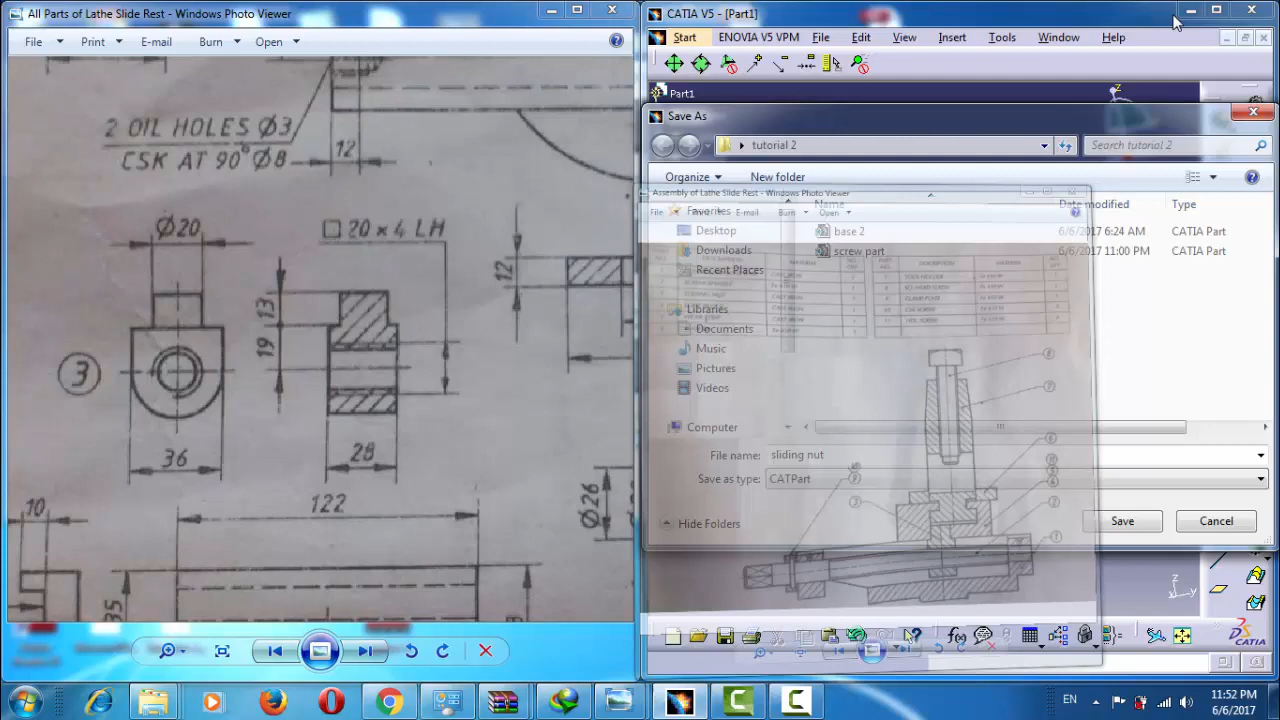 All Parts of Lathe Slide Rest - Windows Photo Viewer
File Print E-mail Burn Open
2 OIL HOLES Ø3
CSK AT 90° Ø8
12
Ø20
□ 20 × 4 LH
13
19
12
3
36
28
10
122
Ø26
35
CATIA V5 - [Part1]
Start ENOVIA V5 VPM File Edit View Insert Tools Window Help
Part1
Z
Save As
tutorial 2
Search tutorial 2
Organize New folder
Assembly of Lathe Slide Rest - Windows Photo Viewer
File E-mail Burn Open
Name Date modified Type
Favorites
Desktop
Downloads
Recent Places
Libraries
Documents
Music
Pictures
Videos
Computer
base 2 6/6/2017 6:24 AM CATIA Part
screw part 6/6/2017 11:00 PM CATIA Part
DESCRIPTION
File name: sliding nut
Save as type: CATPart
Hide Folders Save Cancel
z
x
f(x)
CATIA
EN
11:52 PM
6/6/2017